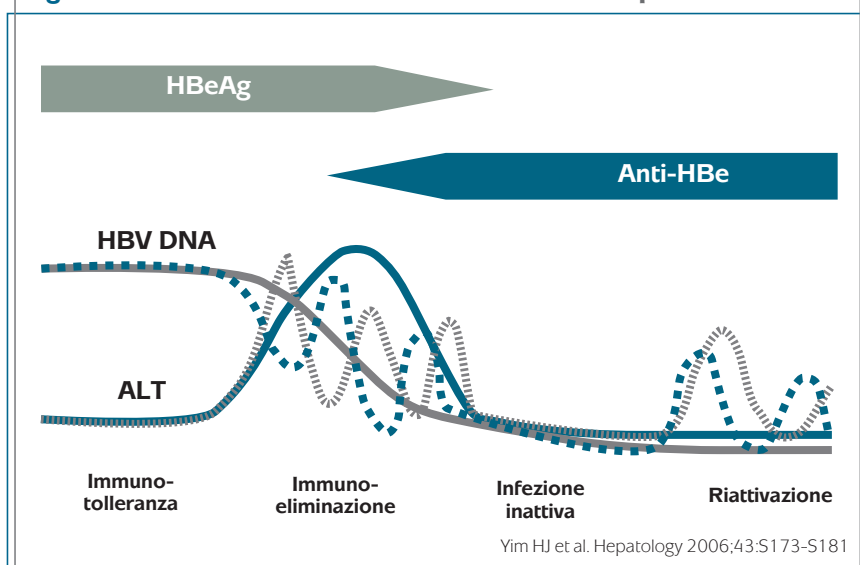 HBeAg
Anti-HBe
HBV DNA
ALT
Immuno-
tolleranza
Immuno-
eliminazione
Infezione
inattiva
Riattivazione
Yim HJ et al. Hepatology 2006;43:S173-S181